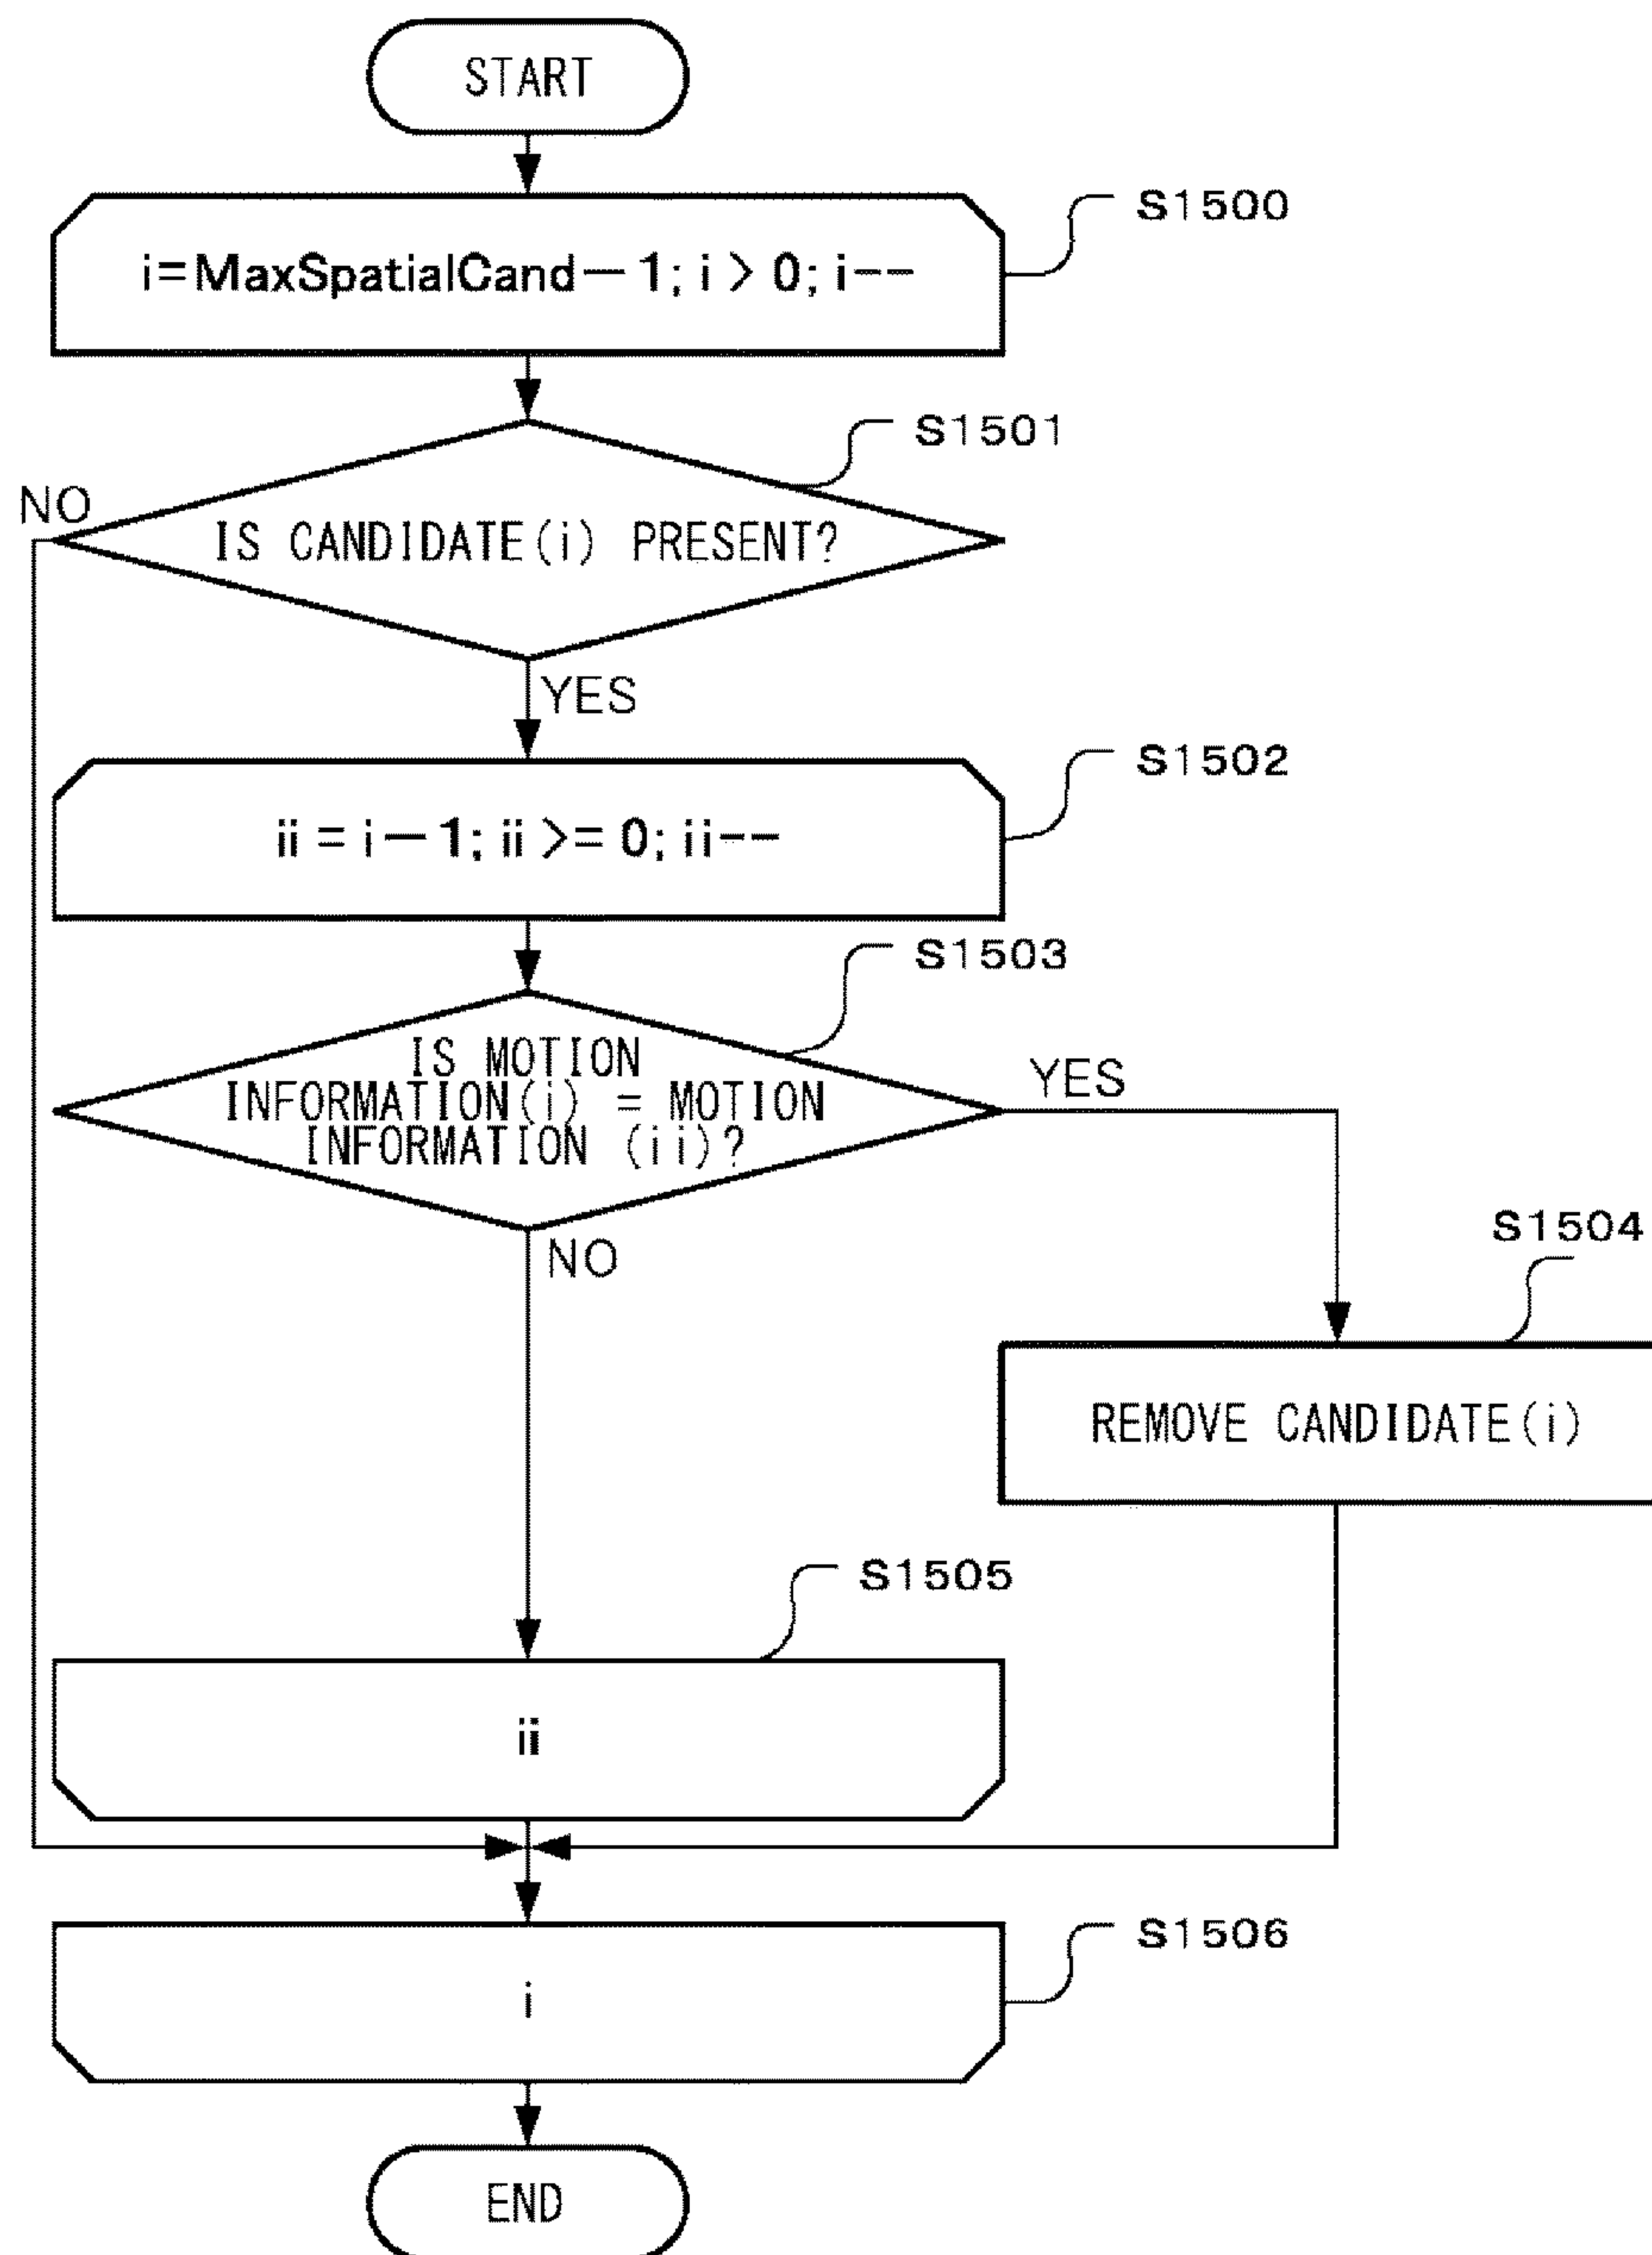 START
S1500
i=MaxSpatialCand－1; i > 0; i--
S1501
NO
IS CANDIDATE(i) PRESENT?
YES
S1502
ii = i－1; ii >= 0; ii--
S1503
IS MOTION
INFORMATION(i) = MOTION
INFORMATION (ii)?
YES
NO
S1504
REMOVE CANDIDATE(i)
S1505
ii
S1506
i
END